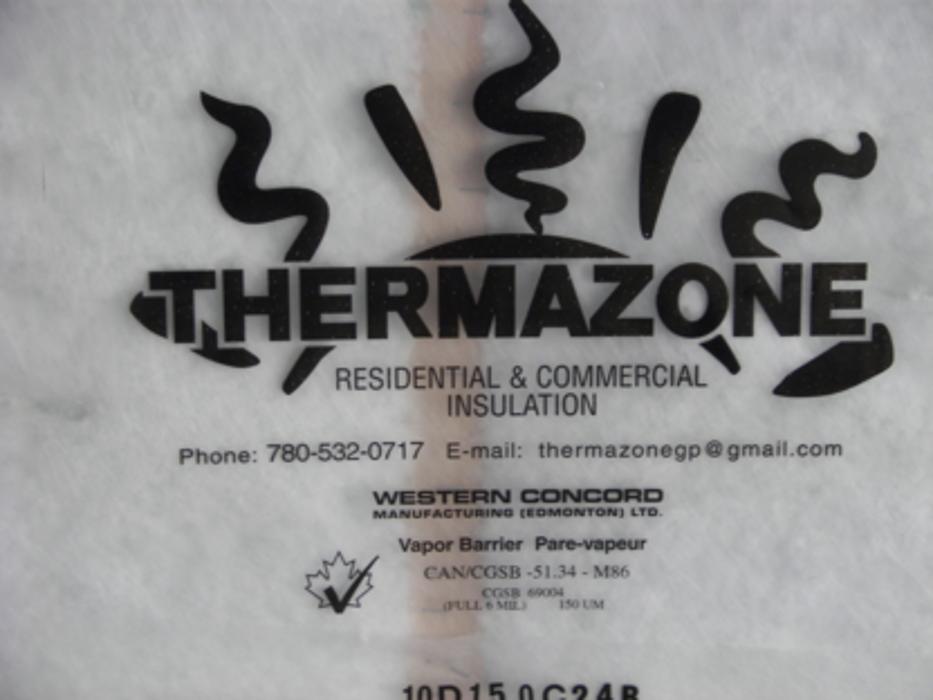 THERMAZONE
RESIDENTIAL & COMMERCIAL
INSULATION
Phone: 780-532-0717 E-mail: thermazonegp@gmail.com
WESTERN CONCORD
MANUFACTURING (EDMONTON) LTD.
Vapor Barrier Pare-vapeur
CAN/CGSB -51.34 - M86
CGSB 69004
(FULL 6 MIL) 150 UM